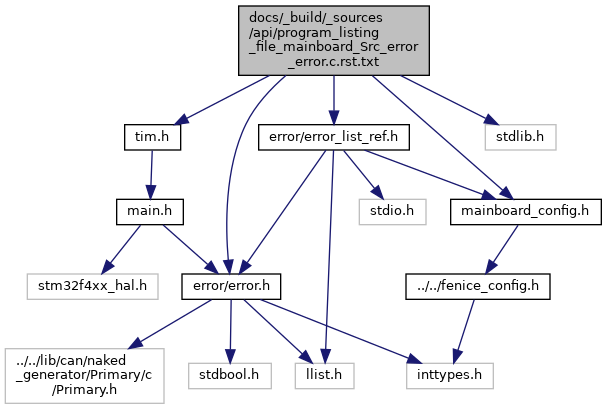 docs/_build/_sources
/api/program_listing
_file_mainboard_Src_error
_error.c.rst.txt
tim.h
error/error_list_ref.h
stdlib.h
main.h
stdio.h
mainboard_config.h
stm32f4xx_hal.h
error/error.h
../../fenice_config.h
../../lib/can/naked
_generator/Primary/c
/Primary.h
stdbool.h
llist.h
inttypes.h